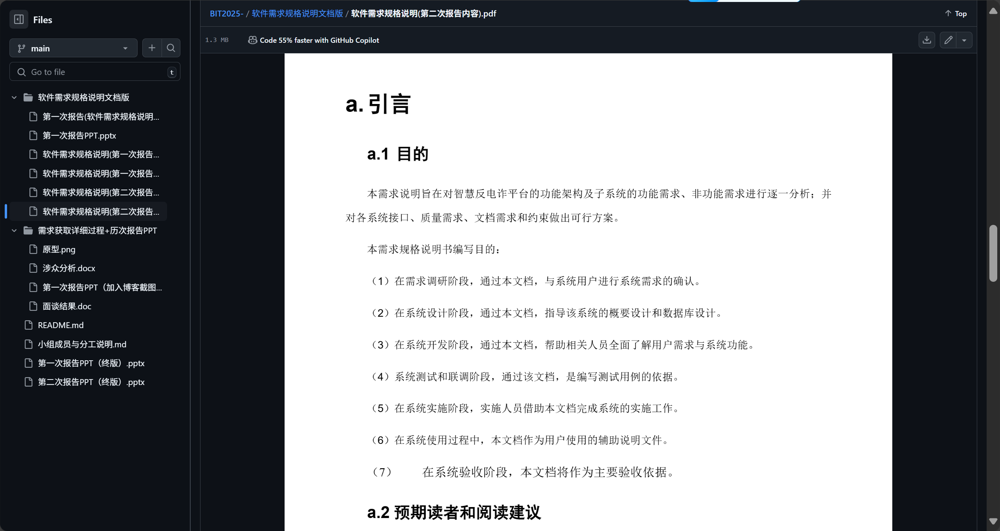 Files
main
Go to file
t
软件需求规格说明文档版
第一次报告(软件需求规格说明...
第一次报告PPT.pptx
软件需求规格说明(第一次报告...
软件需求规格说明(第一次报告...
软件需求规格说明(第二次报告...
软件需求规格说明(第二次报告...
需求获取详细过程+历次报告PPT
原型.png
涉众分析.docx
第一次报告PPT（加入博客截图...
面谈结果.doc
README.md
小组成员与分工说明.md
第一次报告PPT（终版）.pptx
第二次报告PPT（终版）.pptx
BIT2025- / 软件需求规格说明文档版 / 软件需求规格说明(第二次报告内容).pdf
Top
1.3 MB
Code 55% faster with GitHub Copilot
a. 引言
a.1 目的
本需求说明旨在对智慧反电诈平台的功能架构及子系统的功能需求、非功能需求进行逐一分析；并
对各系统接口、质量需求、文档需求和约束做出可行方案。
本需求规格说明书编写目的：
（1）在需求调研阶段，通过本文档，与系统用户进行系统需求的确认。
（2）在系统设计阶段，通过本文档，指导该系统的概要设计和数据库设计。
（3）在系统开发阶段，通过本文档，帮助相关人员全面了解用户需求与系统功能。
（4）系统测试和联调阶段，通过该文档，是编写测试用例的依据。
（5）在系统实施阶段，实施人员借助本文档完成系统的实施工作。
（6）在系统使用过程中，本文档作为用户使用的辅助说明文件。
（7） 在系统验收阶段，本文档将作为主要验收依据。
a.2 预期读者和阅读建议